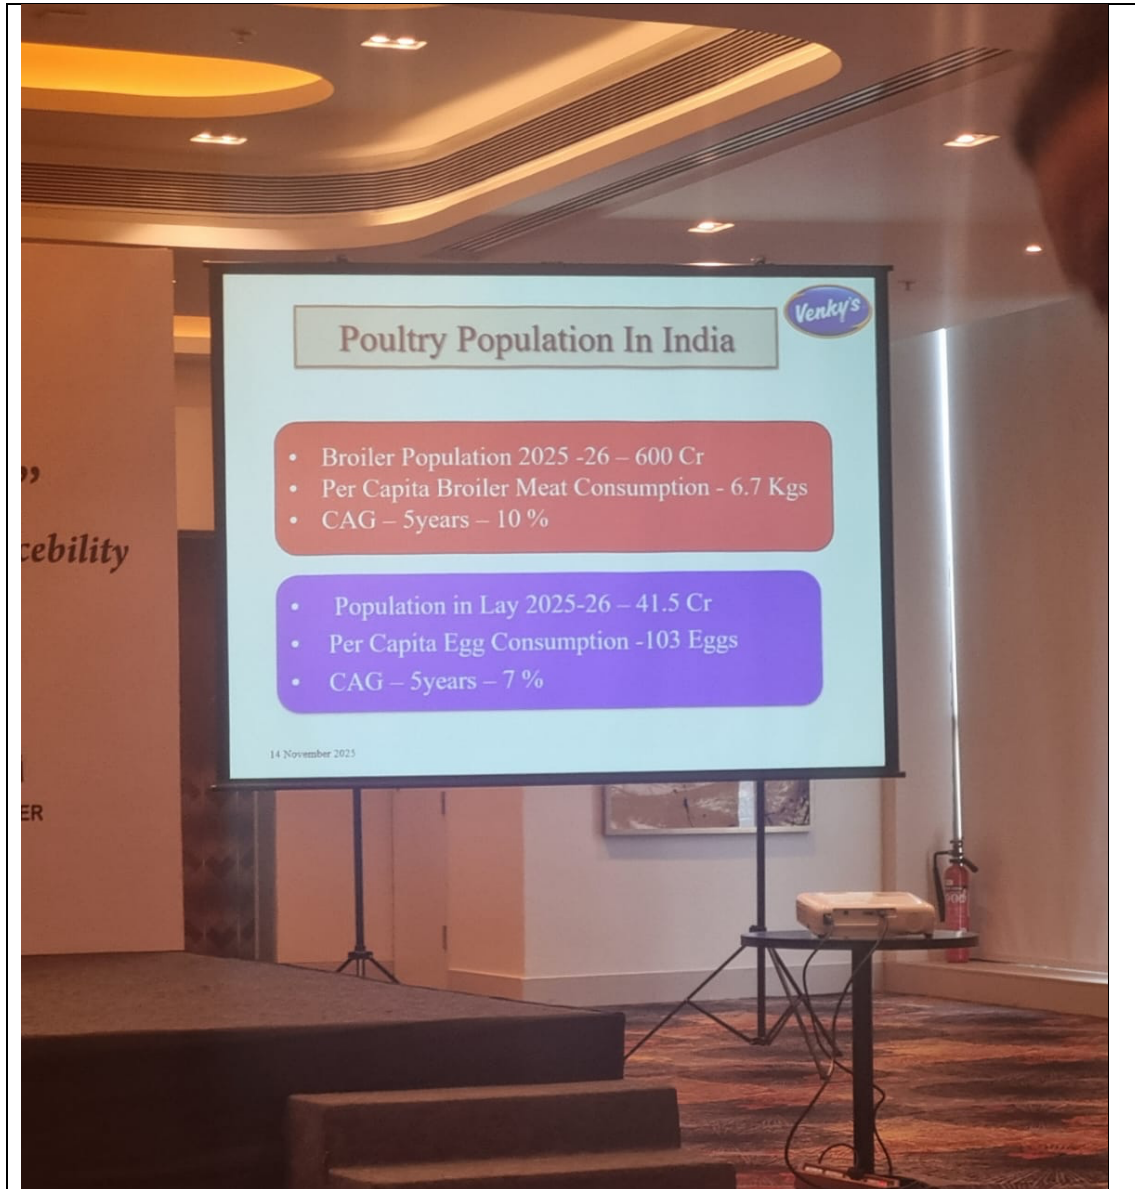 ”
cebility
ER
Venky's
Poultry Population In India
• Broiler Population 2025 -26 – 600 Cr
• Per Capita Broiler Meat Consumption - 6.7 Kgs
• CAG – 5years – 10 %
• Population in Lay 2025-26 – 41.5 Cr
• Per Capita Egg Consumption -103 Eggs
• CAG – 5years – 7 %
14 November 2025